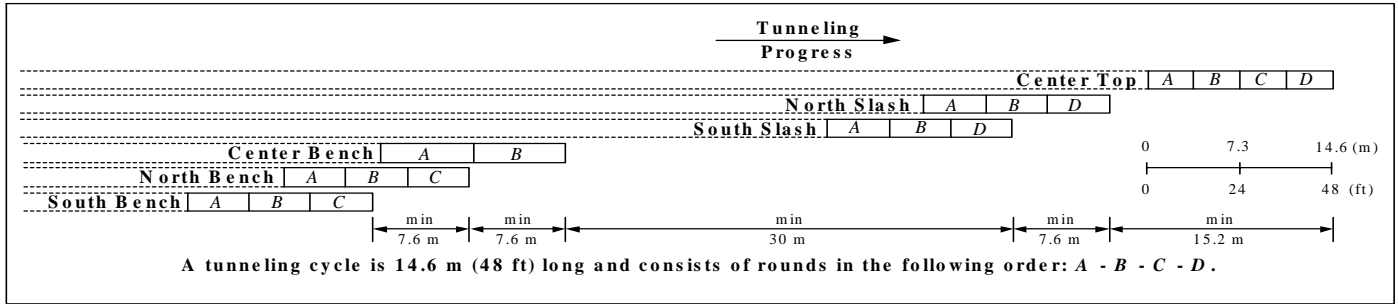 Tunneling
Progress
Center Top A B C D
North Slash A B D
South Slash A B D
Center Bench A B
0 7.3 14.6 (m)
North Bench A B C
0 24 48 (ft)
South Bench A B C
min min min min min
7.6 m 7.6 m 30 m 7.6 m 15.2 m
A tunneling cycle is 14.6 m (48 ft) long and consists of rounds in the following order: A - B - C - D.